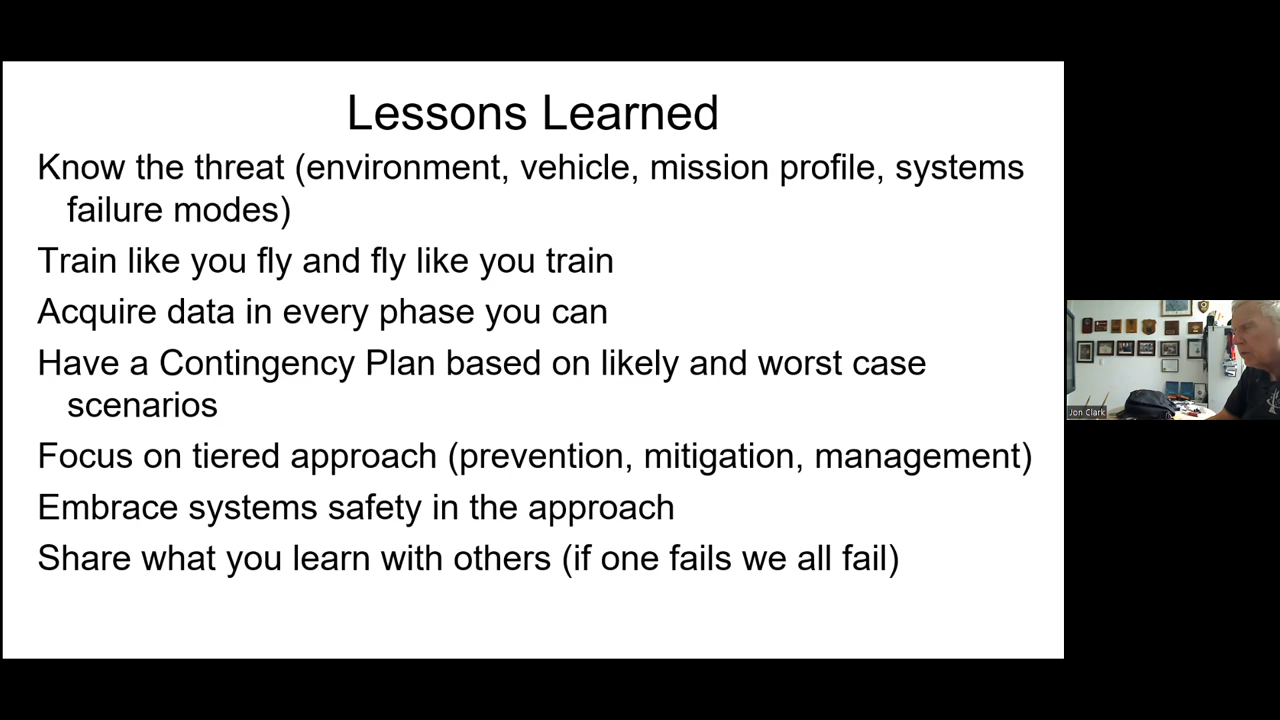 Lessons Learned
Know the threat (environment, vehicle, mission profile, systems
failure modes)
Train like you fly and fly like you train
Acquire data in every phase you can
Have a Contingency Plan based on likely and worst case
scenarios
Focus on tiered approach (prevention, mitigation, management)
Embrace systems safety in the approach
Share what you learn with others (if one fails we all fail)
Jon Clark